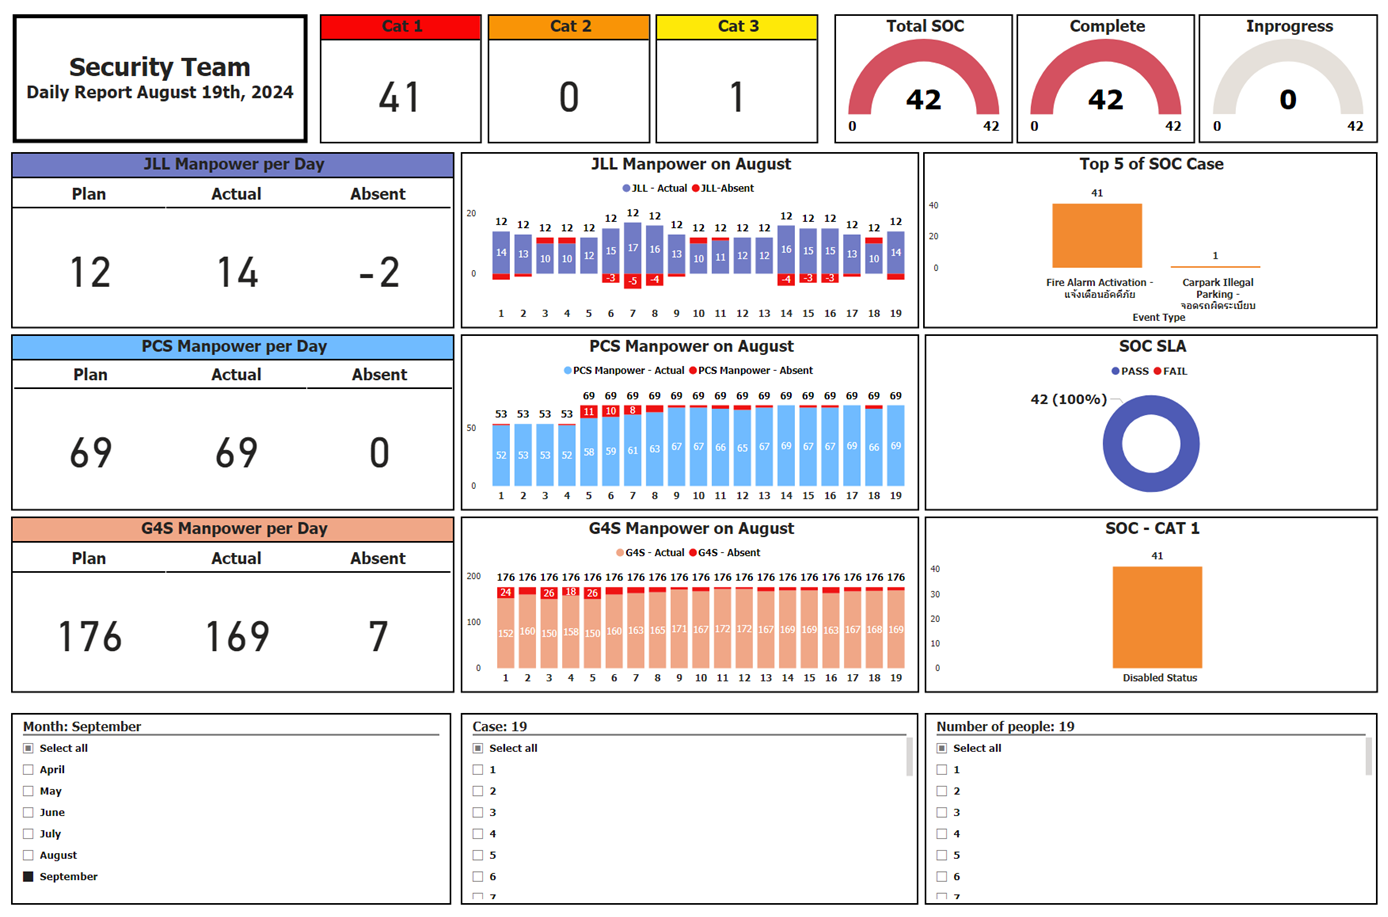 Security Team
Daily Report August 19th, 2024
Cat 1
41
Cat 2
0
Cat 3
1
Total SOC
42
0 42
Complete
42
0 42
Inprogress
0
0 42
JLL Manpower per Day
Plan Actual Absent
12 14 -2
JLL Manpower on August
JLL - Actual JLL-Absent
20
0
12 12 12 12 12 12 12 12 12 12 12 12 12 12 12 12 12 12 12
14 13 10 10 12 15 17 16 13 10 11 12 12 16 15 15 13 10 14
-3 -5 -4 -4 -3 -3
1 2 3 4 5 6 7 8 9 10 11 12 13 14 15 16 17 18 19
Top 5 of SOC Case
40
20
0
41
1
Fire Alarm Activation -
แจ้งเตือนอัคคีภัย
Carpark Illegal
Parking -
จอดรถผิดระเบียบ
Event Type
PCS Manpower per Day
Plan Actual Absent
69 69 0
PCS Manpower on August
PCS Manpower - Actual PCS Manpower - Absent
50
0
53 53 53 53 69 69 69 69 69 69 69 69 69 69 69 69 69 69 69
11 10 8
52 53 53 52 58 59 61 63 67 67 66 65 67 69 67 67 69 66 69
1 2 3 4 5 6 7 8 9 10 11 12 13 14 15 16 17 18 19
SOC SLA
PASS FAIL
42 (100%)
G4S Manpower per Day
Plan Actual Absent
176 169 7
G4S Manpower on August
G4S - Actual G4S - Absent
200
100
0
176 176 176 176 176 176 176 176 176 176 176 176 176 176 176 176 176 176 176
24 26 18 26
152 160 150 158 150 160 163 165 171 167 172 172 167 169 169 163 167 168 169
1 2 3 4 5 6 7 8 9 10 11 12 13 14 15 16 17 18 19
SOC - CAT 1
40
30
20
10
0
41
Disabled Status
Month: September
Select all
April
May
June
July
August
September
Case: 19
Select all
1
2
3
4
5
6
7
Number of people: 19
Select all
1
2
3
4
5
6
7